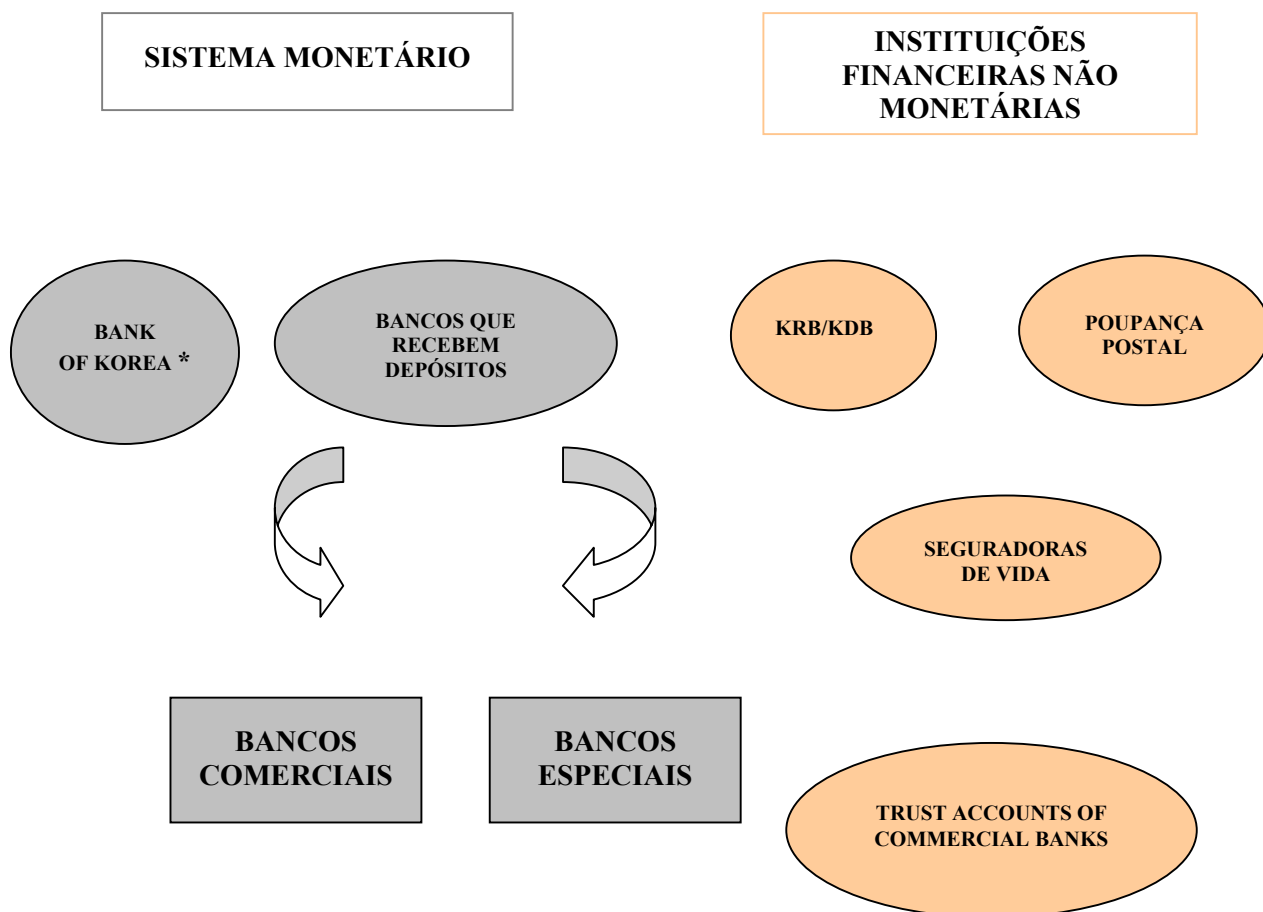 SISTEMA MONETÁRIO
INSTITUIÇÕES
FINANCEIRAS NÃO
MONETÁRIAS
BANK
OF KOREA *
BANCOS QUE
RECEBEM
DEPÓSITOS
KRB/KDB
POUPANÇA
POSTAL
SEGURADORAS
DE VIDA
BANCOS
COMERCIAIS
BANCOS
ESPECIAIS
TRUST ACCOUNTS OF
COMMERCIAL BANKS